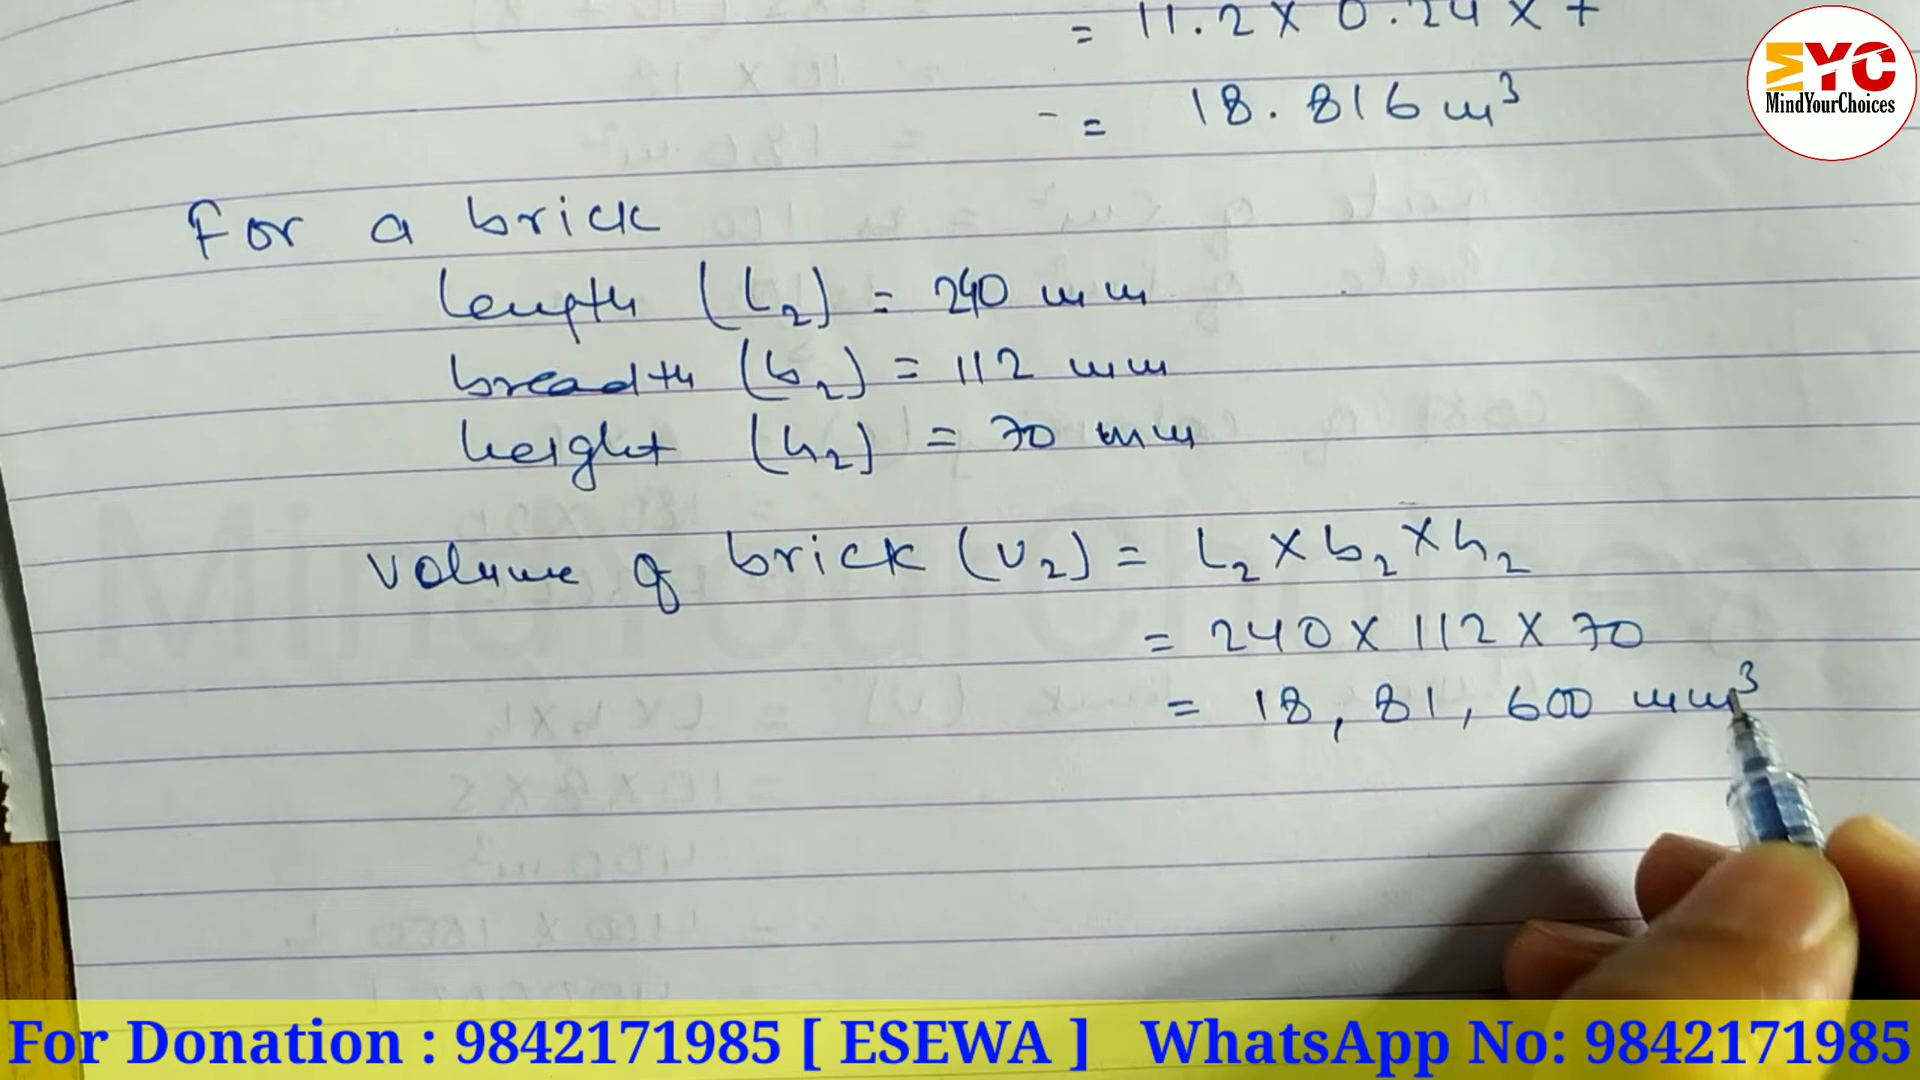 = 11.2 x 0.24 x 7
MYC
MindYourChoices
= 18.816 m³
For a brick
length (l₂) = 240 mm
breadth (b₂) = 112 mm
height (h₂) = 70 mm
volume of brick (v₂) = l₂ x b₂ x h₂
= 240 x 112 x 70
= 18, 81, 600 mm³
MindYourChoices
For Donation : 9842171985 [ ESEWA ] WhatsApp No: 9842171985